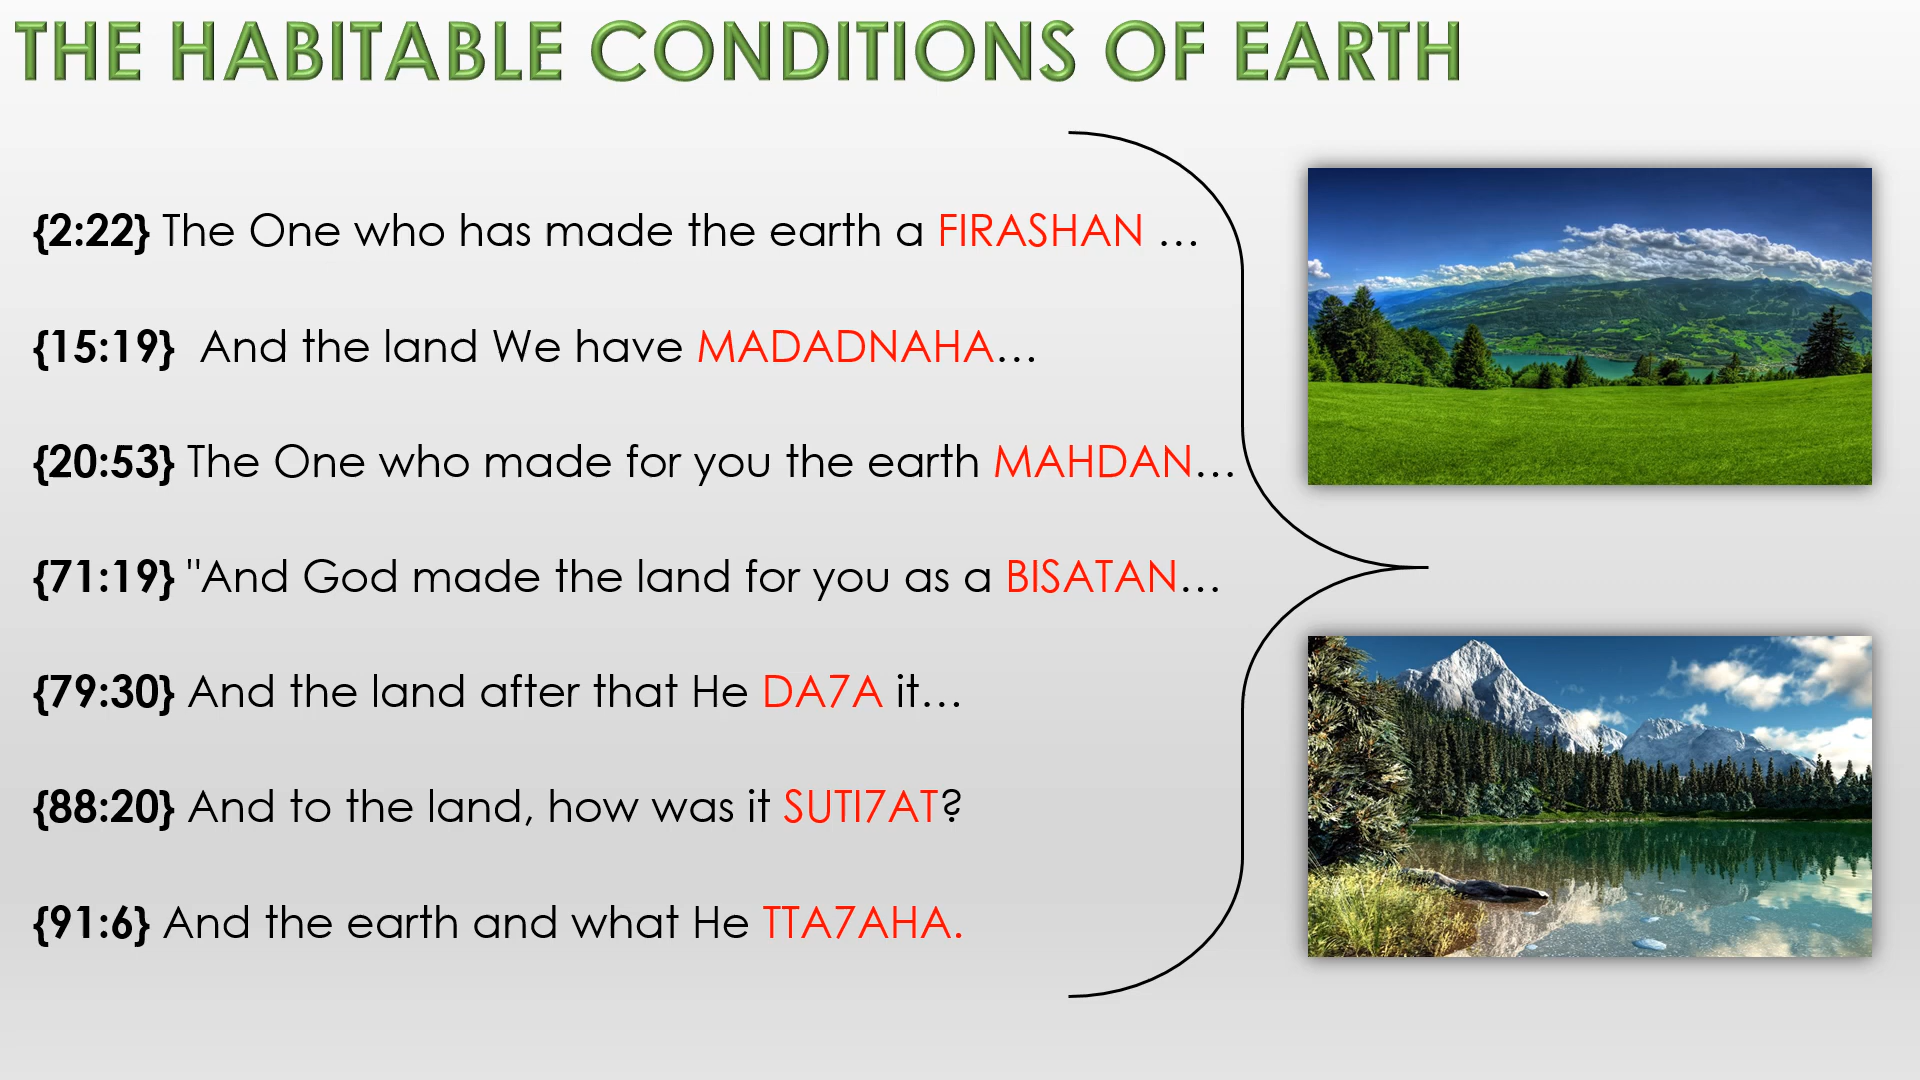 THE HABITABLE CONDITIONS OF EARTH
{2:22} The One who has made the earth a FIRASHAN …
{15:19}  And the land We have MADADNAHA…
{20:53} The One who made for you the earth MAHDAN…
{71:19} "And God made the land for you as a BISATAN…
{79:30} And the land after that He DA7A it…
{88:20} And to the land, how was it SUTI7AT?
{91:6} And the earth and what He TTA7AHA.